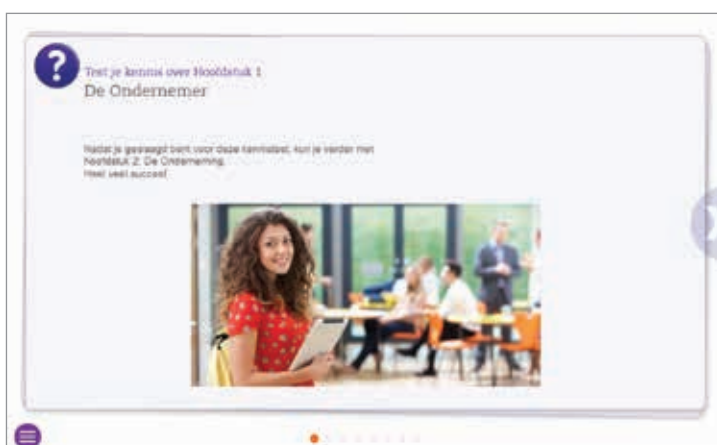 ?
Test je kennis over Hoofdstuk 1
De Ondernemer
Nadat je geslaagd bent voor deze kennistest, kun je verder met
hoofdstuk 2: De Onderneming.
Heel veel succes!